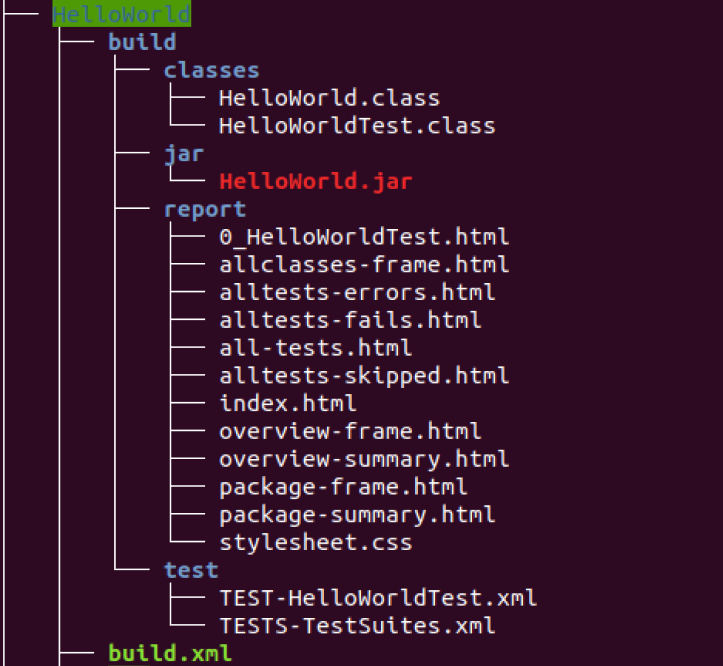 HelloWorld
build
classes
HelloWorld.class
HelloWorldTest.class
jar
HelloWorld.jar
report
0_HelloWorldTest.html
allclasses-frame.html
alltests-errors.html
alltests-fails.html
all-tests.html
alltests-skipped.html
index.html
overview-frame.html
overview-summary.html
package-frame.html
package-summary.html
stylesheet.css
test
TEST-HelloWorldTest.xml
TESTS-TestSuites.xml
build.xml